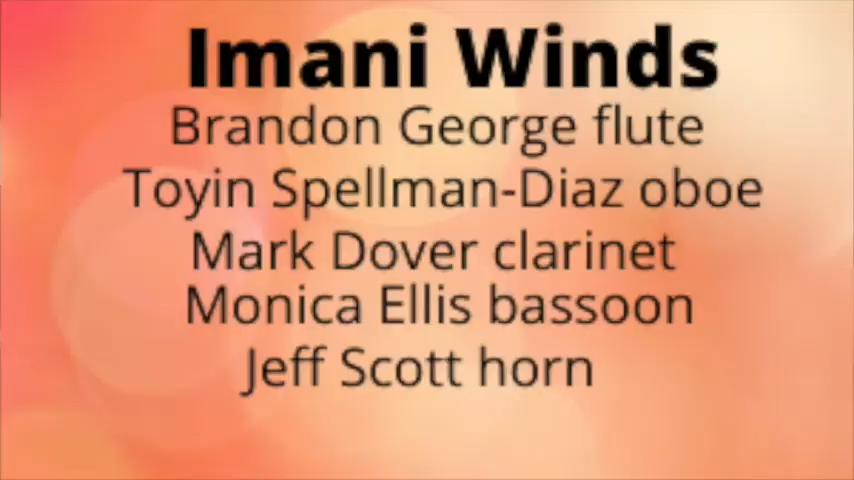 Imani Winds
Brandon George flute
Toyin Spellman-Diaz oboe
Mark Dover clarinet
Monica Ellis bassoon
Jeff Scott horn